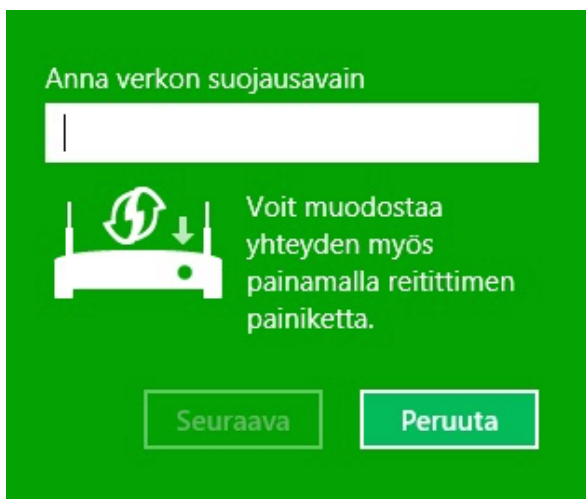 Anna verkon suojausavain
Voit muodostaa
yhteyden myös
painamalla reitittimen
painiketta.
Seuraava
Peruuta